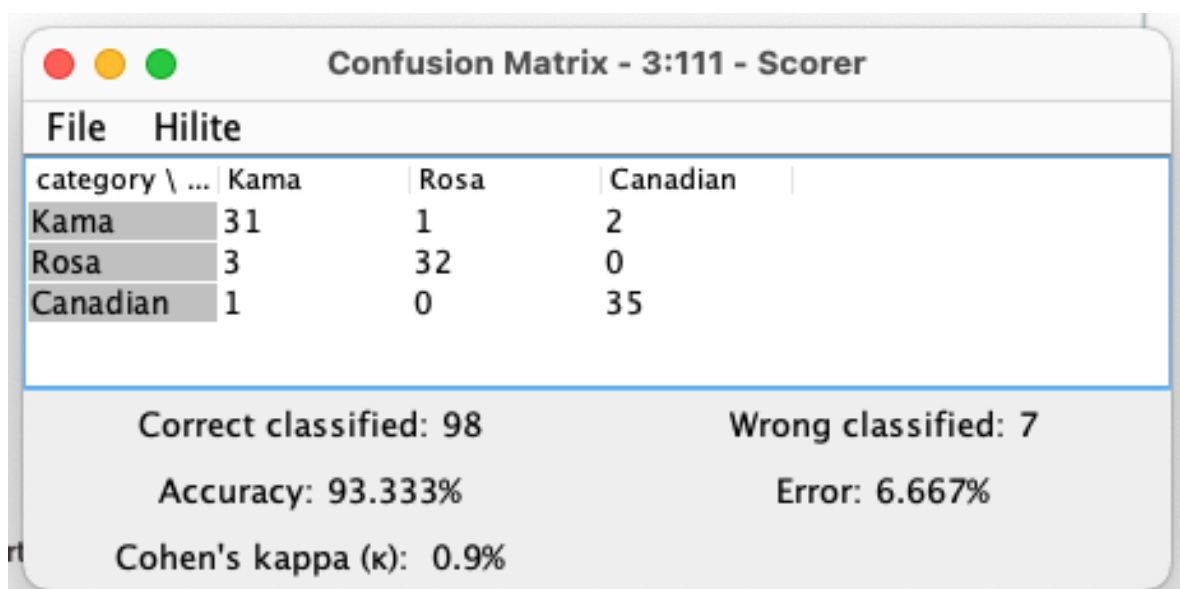 Confusion Matrix - 3:111 - Scorer
File Hilite
category \ ... Kama Rosa Canadian
Kama 31 1 2
Rosa 3 32 0
Canadian 1 0 35
Correct classified: 98 Wrong classified: 7
Accuracy: 93.333% Error: 6.667%
Cohen's kappa (κ): 0.9%